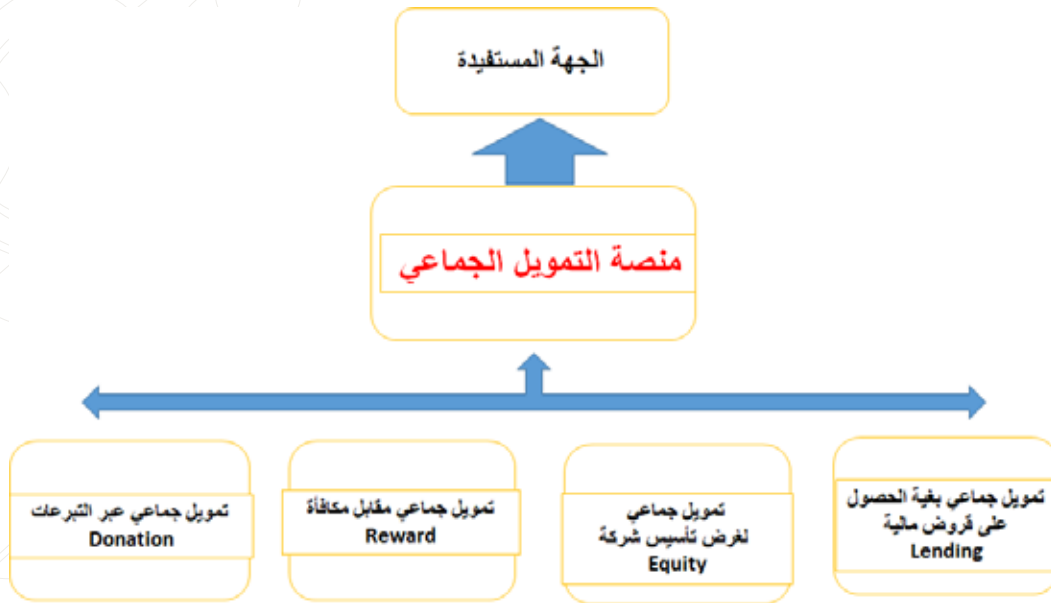 الجهة المستفيدة
منصة التمويل الجماعي
تمويل جماعي بغية الحصول
على قروض مالية
Lending
تمويل جماعي
لغرض تأسيس شركة
Equity
تمويل جماعي مقابل مكافأة
Reward
تمويل جماعي عبر التبرعات
Donation